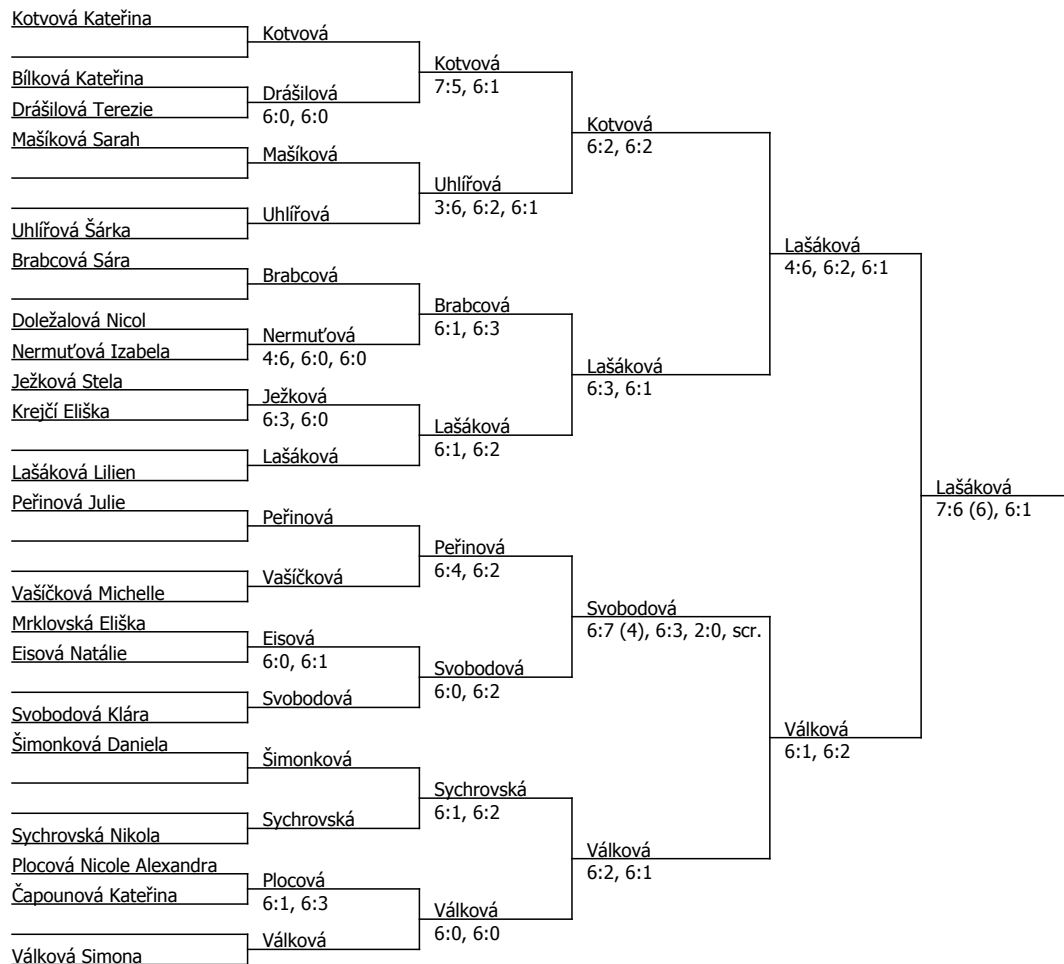 Kotvová Kateřina
Kotvová
Kotvová
7:5, 6:1
Bílková Kateřina
Drášilová
6:0, 6:0
Drášilová Terezie
Kotvová
6:2, 6:2
Mašíková Sarah
Mašíková
Uhlířová
3:6, 6:2, 6:1
Uhlířová
Uhlířová Šárka
Lašáková
4:6, 6:2, 6:1
Brabcová Sára
Brabcová
Brabcová
6:1, 6:3
Doležalová Nicol
Nermuťová
4:6, 6:0, 6:0
Nermuťová Izabela
Lašáková
6:3, 6:1
Ježková Stela
Ježková
6:3, 6:0
Krejčí Eliška
Lašáková
6:1, 6:2
Lašáková
Lašáková Lilien
Lašáková
7:6 (6), 6:1
Peřinová Julie
Peřinová
Peřinová
6:4, 6:2
Vašíčková
Vašíčková Michelle
Svobodová
6:7 (4), 6:3, 2:0, scr.
Mrklovská Eliška
Eisová
6:0, 6:1
Eisová Natálie
Svobodová
6:0, 6:2
Svobodová
Svobodová Klára
Válková
6:1, 6:2
Šimonková Daniela
Šimonková
Sychrovská
6:1, 6:2
Sychrovská
Sychrovská Nikola
Válková
6:2, 6:1
Plocová Nicole Alexandra
Plocová
6:1, 6:3
Čapounová Kateřina
Válková
6:0, 6:0
Válková
Válková Simona